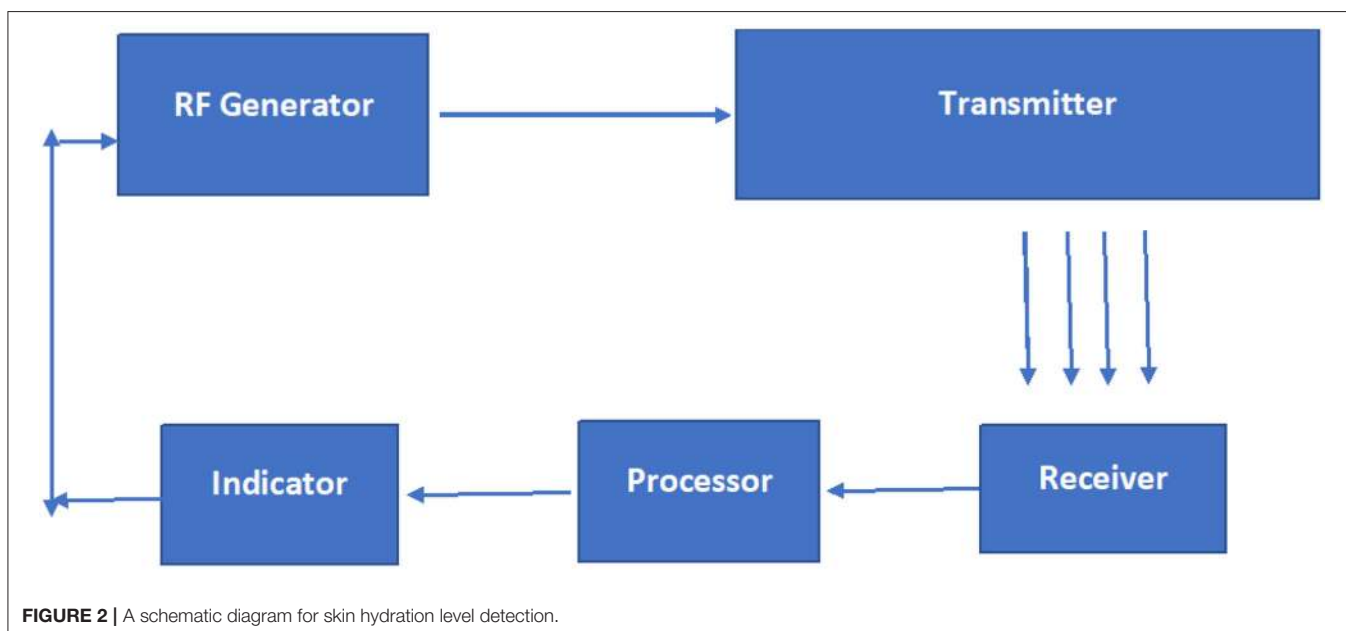 RF Generator
Transmitter
Indicator
Processor
Receiver
FIGURE 2 | A schematic diagram for skin hydration level detection.